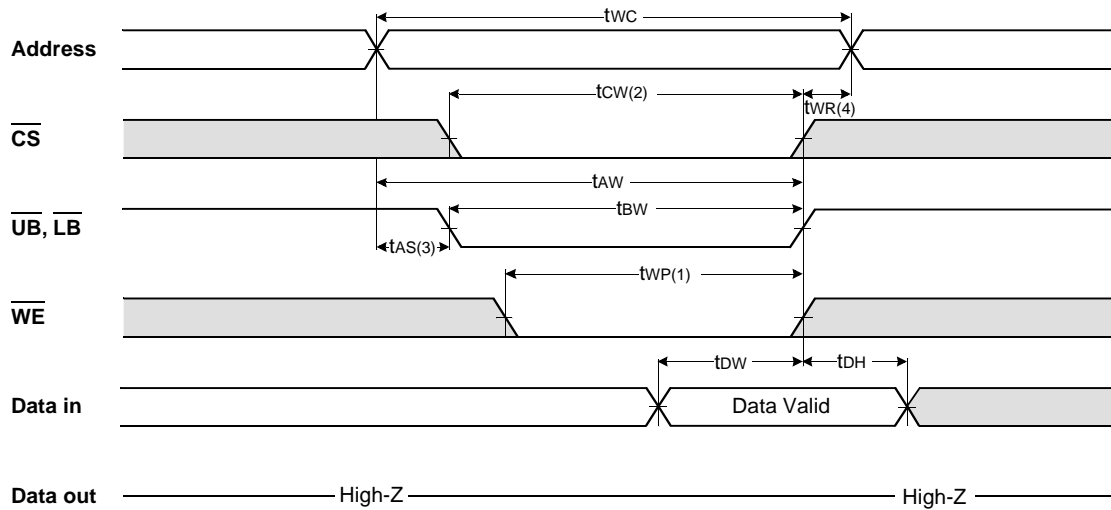 tWC
Address
tCW(2)
tWR(4)
CS
tAW
UB, LB
tBW
tAS(3)
tWP(1)
WE
tDW
tDH
Data in
Data Valid
Data out
High-Z
High-Z